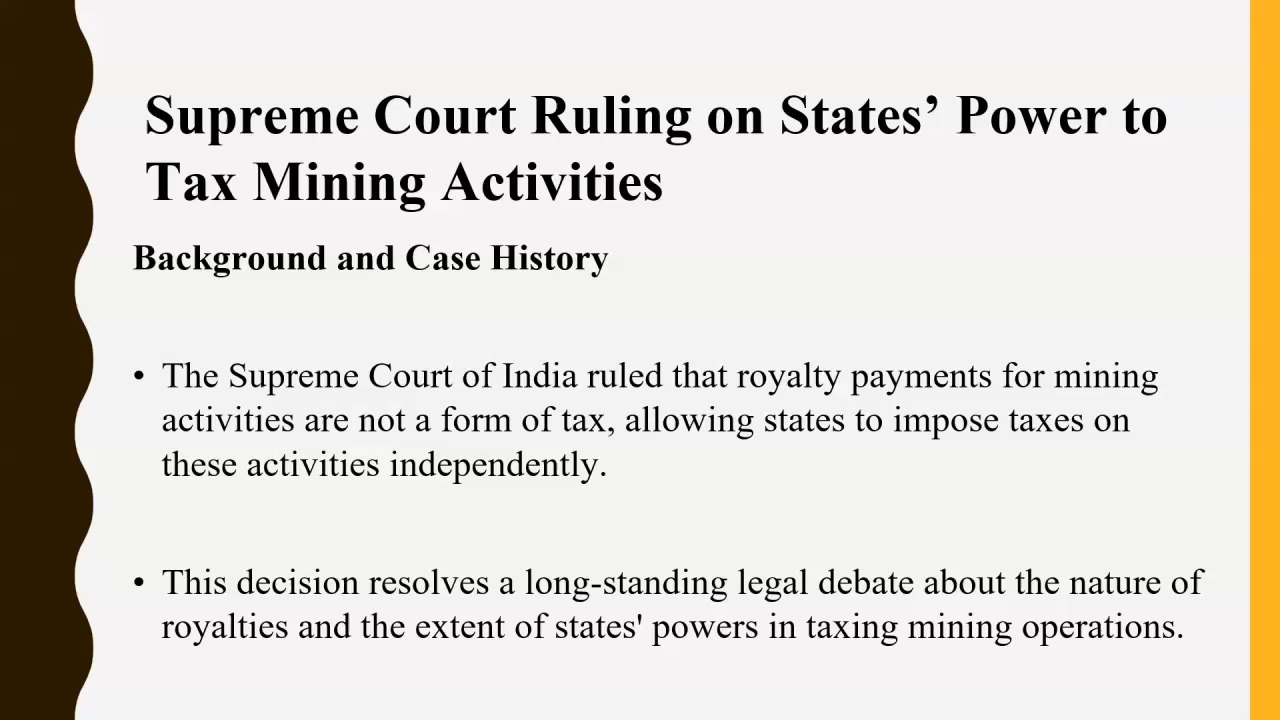 Supreme Court Ruling on States’ Power to
Tax Mining Activities
Background and Case History
• The Supreme Court of India ruled that royalty payments for mining
activities are not a form of tax, allowing states to impose taxes on
these activities independently.
• This decision resolves a long-standing legal debate about the nature of
royalties and the extent of states' powers in taxing mining operations.